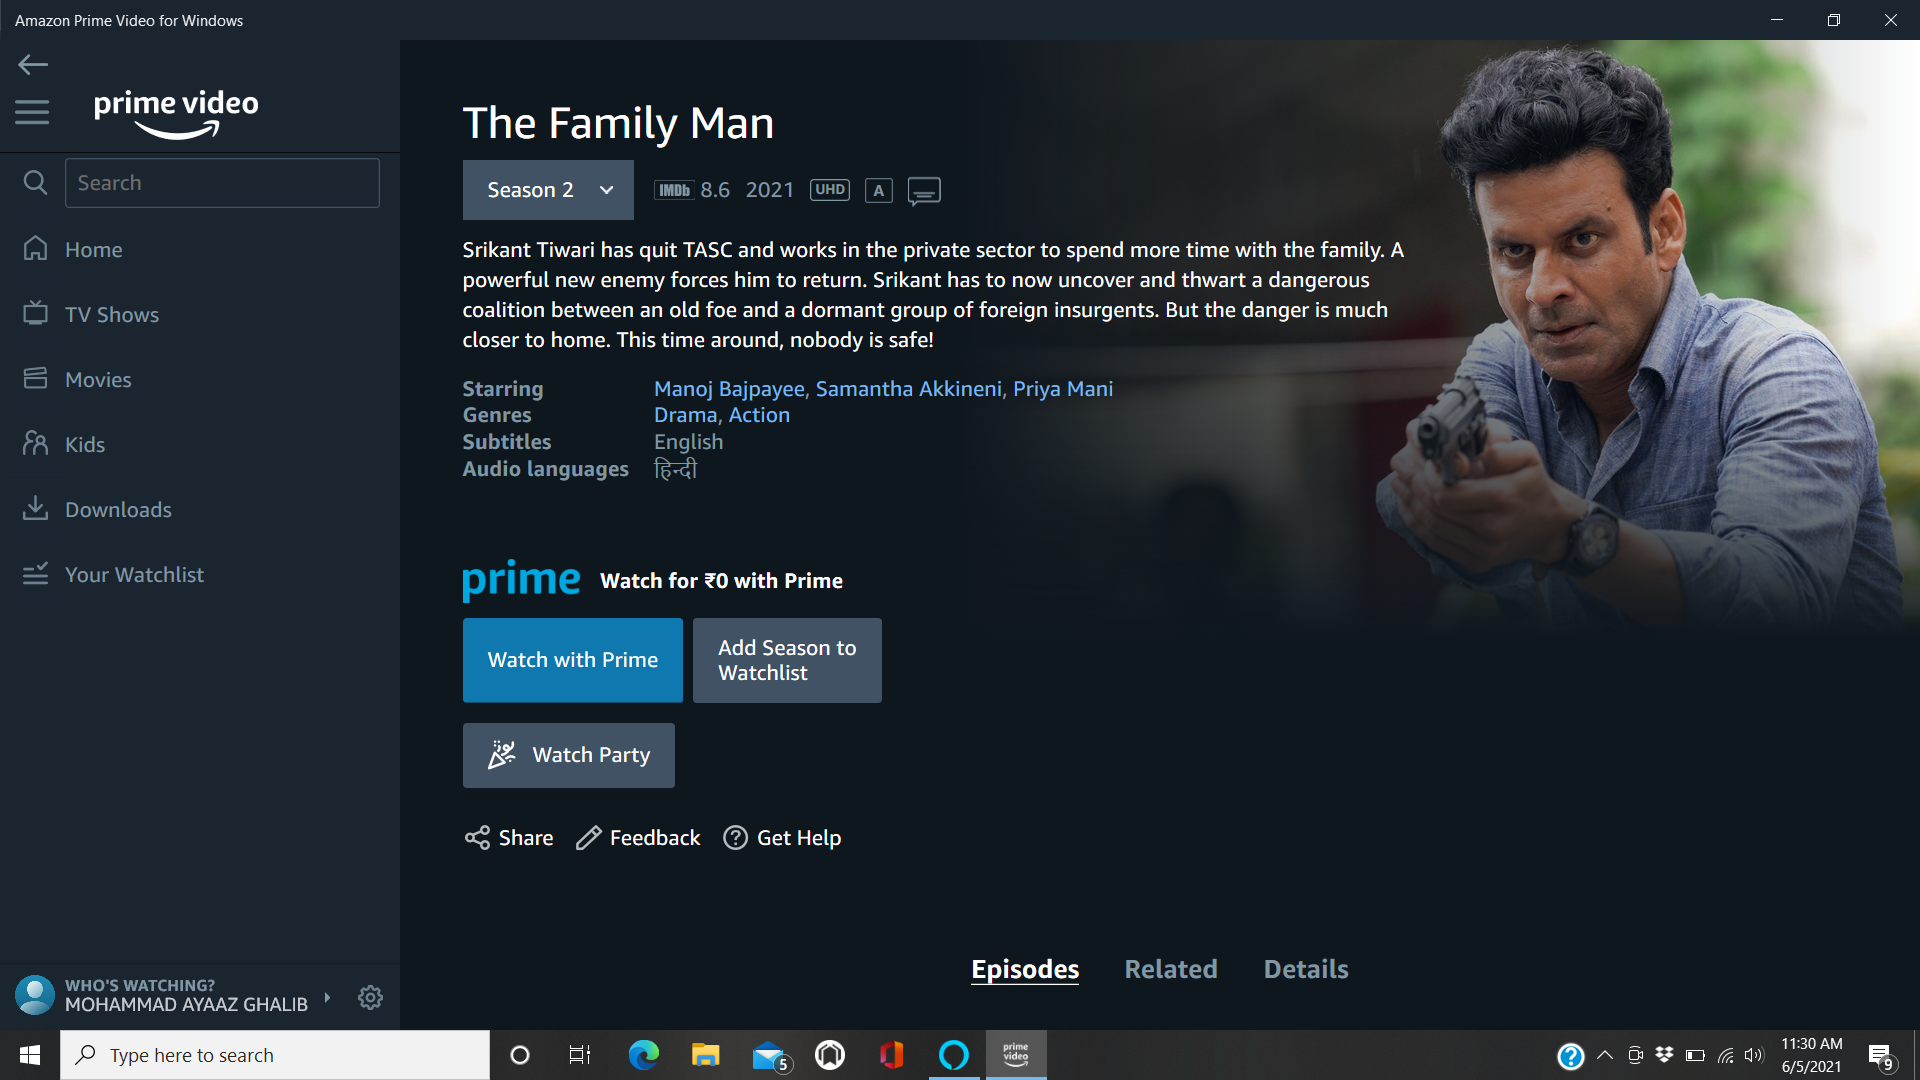 Amazon Prime Video for Windows
prime video
Search
Home
TV Shows
Movies
Kids
Downloads
Your Watchlist
WHO'S WATCHING?
MOHAMMAD AYAAZ GHALIB
The Family Man
Season 2 IMDb 8.6 2021 UHD A
Srikant Tiwari has quit TASC and works in the private sector to spend more time with the family. A
powerful new enemy forces him to return. Srikant has to now uncover and thwart a dangerous
coalition between an old foe and a dormant group of foreign insurgents. But the danger is much
closer to home. This time around, nobody is safe!
Starring Manoj Bajpayee, Samantha Akkineni, Priya Mani
Genres Drama, Action
Subtitles English
Audio languages हिन्दी
prime Watch for ₹0 with Prime
Watch with Prime
Add Season to
Watchlist
Watch Party
Share Feedback Get Help
Episodes Related Details
Type here to search
5
prime
video
11:30 AM
6/5/2021
9